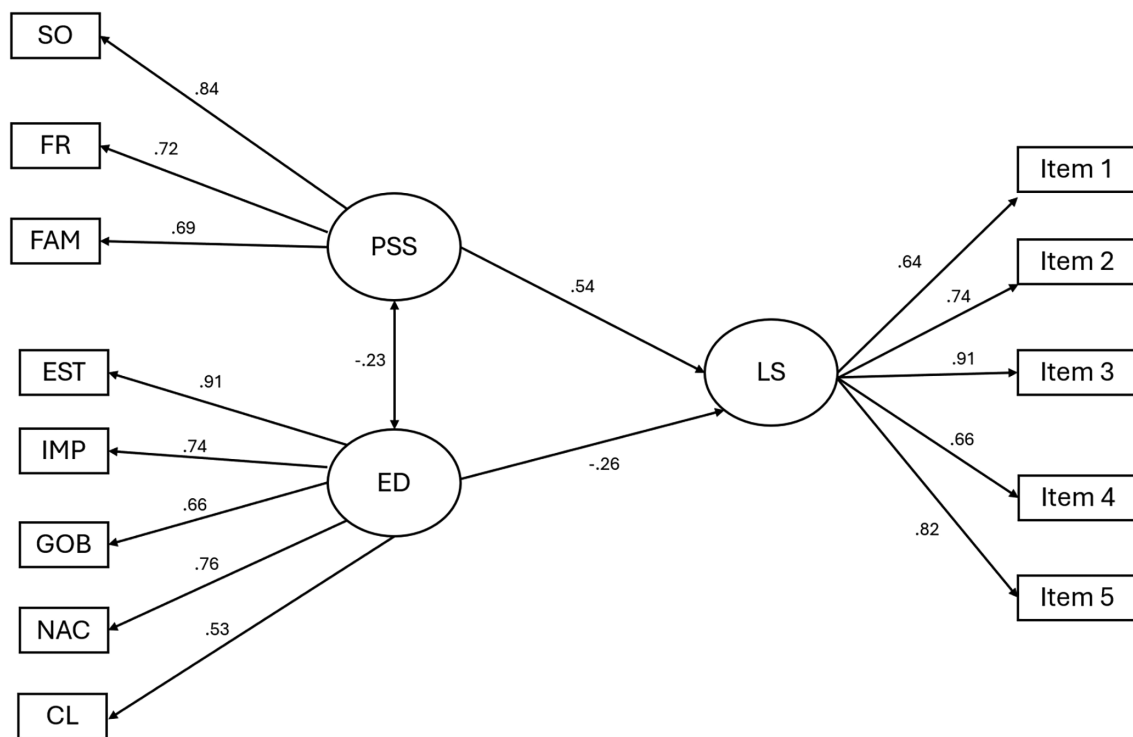 SO
.84
FR
.72
FAM
.69
PSS
-.23
.54
EST
.91
IMP
.74
GOB
.66
NAC
.76
CL
.53
ED
-.26
LS
Item 1
.64
Item 2
.74
Item 3
.91
Item 4
.66
Item 5
.82